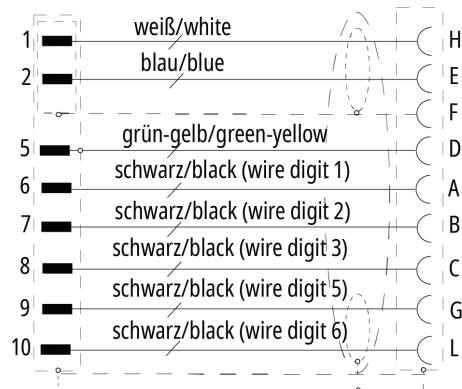 1 weiß/white H
2 blau/blue E
F
5 grün-gelb/green-yellow D
6 schwarz/black (wire digit 1) A
7 schwarz/black (wire digit 2) B
8 schwarz/black (wire digit 3) C
9 schwarz/black (wire digit 5) G
10 schwarz/black (wire digit 6) L